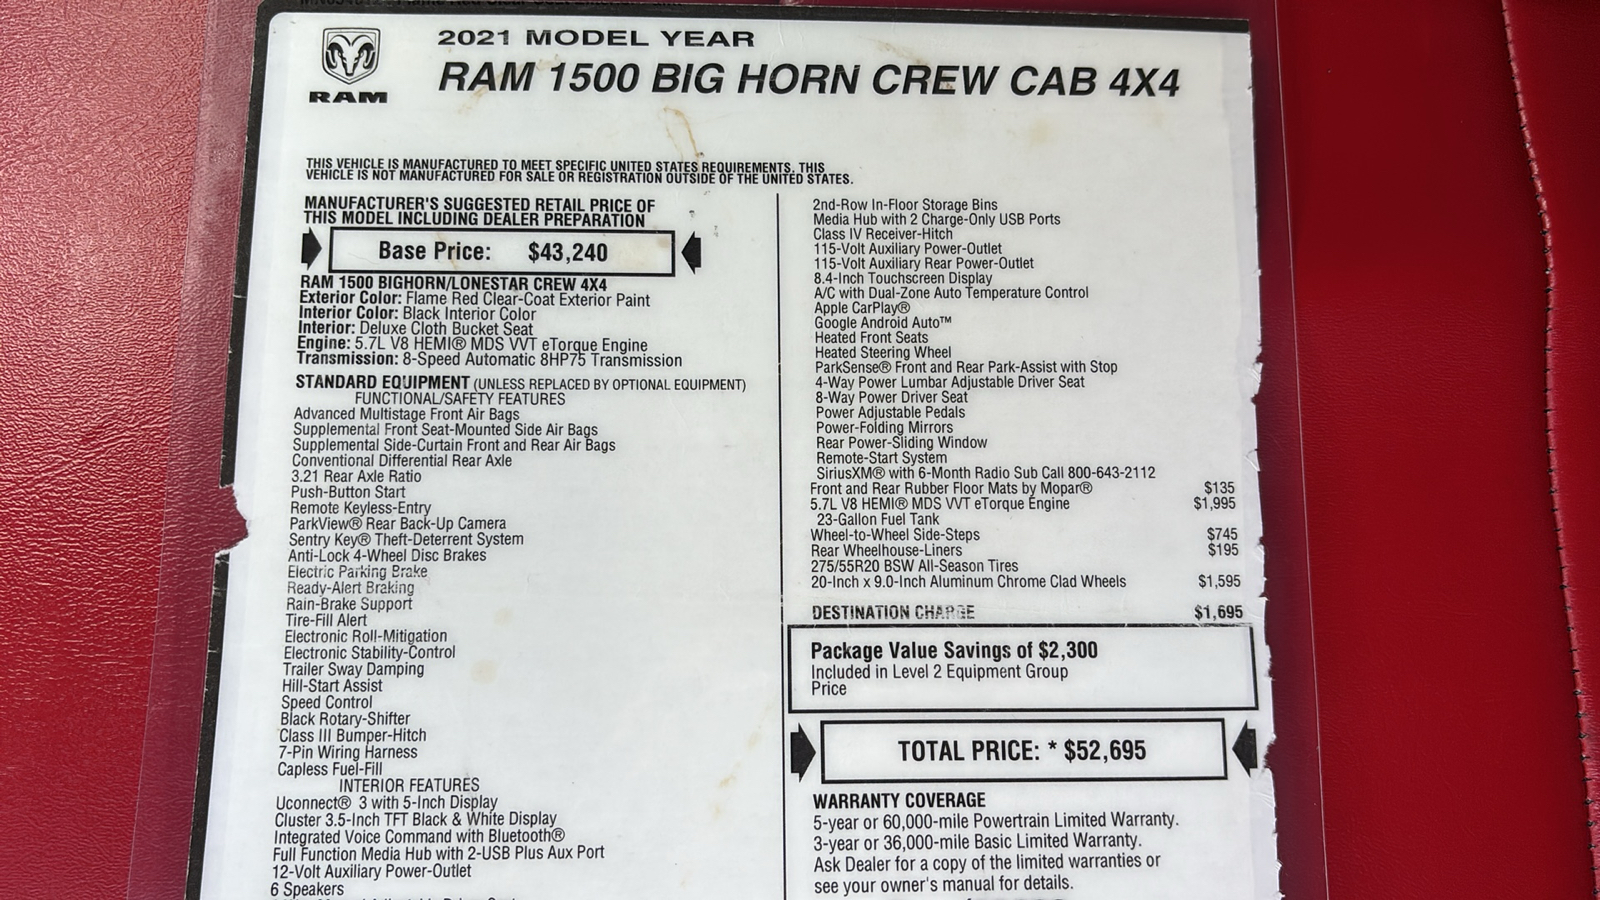 RAM
2021 MODEL YEAR
RAM 1500 BIG HORN CREW CAB 4X4
THIS VEHICLE IS MANUFACTURED TO MEET SPECIFIC UNITED STATES REQUIREMENTS. THIS
VEHICLE IS NOT MANUFACTURED FOR SALE OR REGISTRATION OUTSIDE OF THE UNITED STATES.
MANUFACTURER'S SUGGESTED RETAIL PRICE OF
THIS MODEL INCLUDING DEALER PREPARATION
Base Price: $43,240
RAM 1500 BIGHORN/LONESTAR CREW 4X4
Exterior Color: Flame Red Clear-Coat Exterior Paint
Interior Color: Black Interior Color
Interior: Deluxe Cloth Bucket Seat
Engine: 5.7L V8 HEMI® MDS VVT eTorque Engine
Transmission: 8-Speed Automatic 8HP75 Transmission
STANDARD EQUIPMENT (UNLESS REPLACED BY OPTIONAL EQUIPMENT)
FUNCTIONAL/SAFETY FEATURES
Advanced Multistage Front Air Bags
Supplemental Front Seat-Mounted Side Air Bags
Supplemental Side-Curtain Front and Rear Air Bags
Conventional Differential Rear Axle
3.21 Rear Axle Ratio
Push-Button Start
Remote Keyless-Entry
ParkView® Rear Back-Up Camera
Sentry Key® Theft-Deterrent System
Anti-Lock 4-Wheel Disc Brakes
Electric Parking Brake
Ready-Alert Braking
Rain-Brake Support
Tire-Fill Alert
Electronic Roll-Mitigation
Electronic Stability-Control
Trailer Sway Damping
Hill-Start Assist
Speed Control
Black Rotary-Shifter
Class III Bumper-Hitch
7-Pin Wiring Harness
Capless Fuel-Fill
INTERIOR FEATURES
Uconnect® 3 with 5-Inch Display
Cluster 3.5-Inch TFT Black & White Display
Integrated Voice Command with Bluetooth®
Full Function Media Hub with 2-USB Plus Aux Port
12-Volt Auxiliary Power-Outlet
6 Speakers
2nd-Row In-Floor Storage Bins
Media Hub with 2 Charge-Only USB Ports
Class IV Receiver-Hitch
115-Volt Auxiliary Power-Outlet
115-Volt Auxiliary Rear Power-Outlet
8.4-Inch Touchscreen Display
A/C with Dual-Zone Auto Temperature Control
Apple CarPlay®
Google Android Auto™
Heated Front Seats
Heated Steering Wheel
ParkSense® Front and Rear Park-Assist with Stop
4-Way Power Lumbar Adjustable Driver Seat
8-Way Power Driver Seat
Power Adjustable Pedals
Power-Folding Mirrors
Rear Power-Sliding Window
Remote-Start System
SiriusXM® with 6-Month Radio Sub Call 800-643-2112
Front and Rear Rubber Floor Mats by Mopar® $135
5.7L V8 HEMI® MDS VVT eTorque Engine $1,995
23-Gallon Fuel Tank
Wheel-to-Wheel Side-Steps $745
Rear Wheelhouse-Liners $195
275/55R20 BSW All-Season Tires
20-Inch x 9.0-Inch Aluminum Chrome Clad Wheels $1,595
DESTINATION CHARGE $1,695
Package Value Savings of $2,300
Included in Level 2 Equipment Group
Price
TOTAL PRICE: * $52,695
WARRANTY COVERAGE
5-year or 60,000-mile Powertrain Limited Warranty.
3-year or 36,000-mile Basic Limited Warranty.
Ask Dealer for a copy of the limited warranties or
see your owner's manual for details.